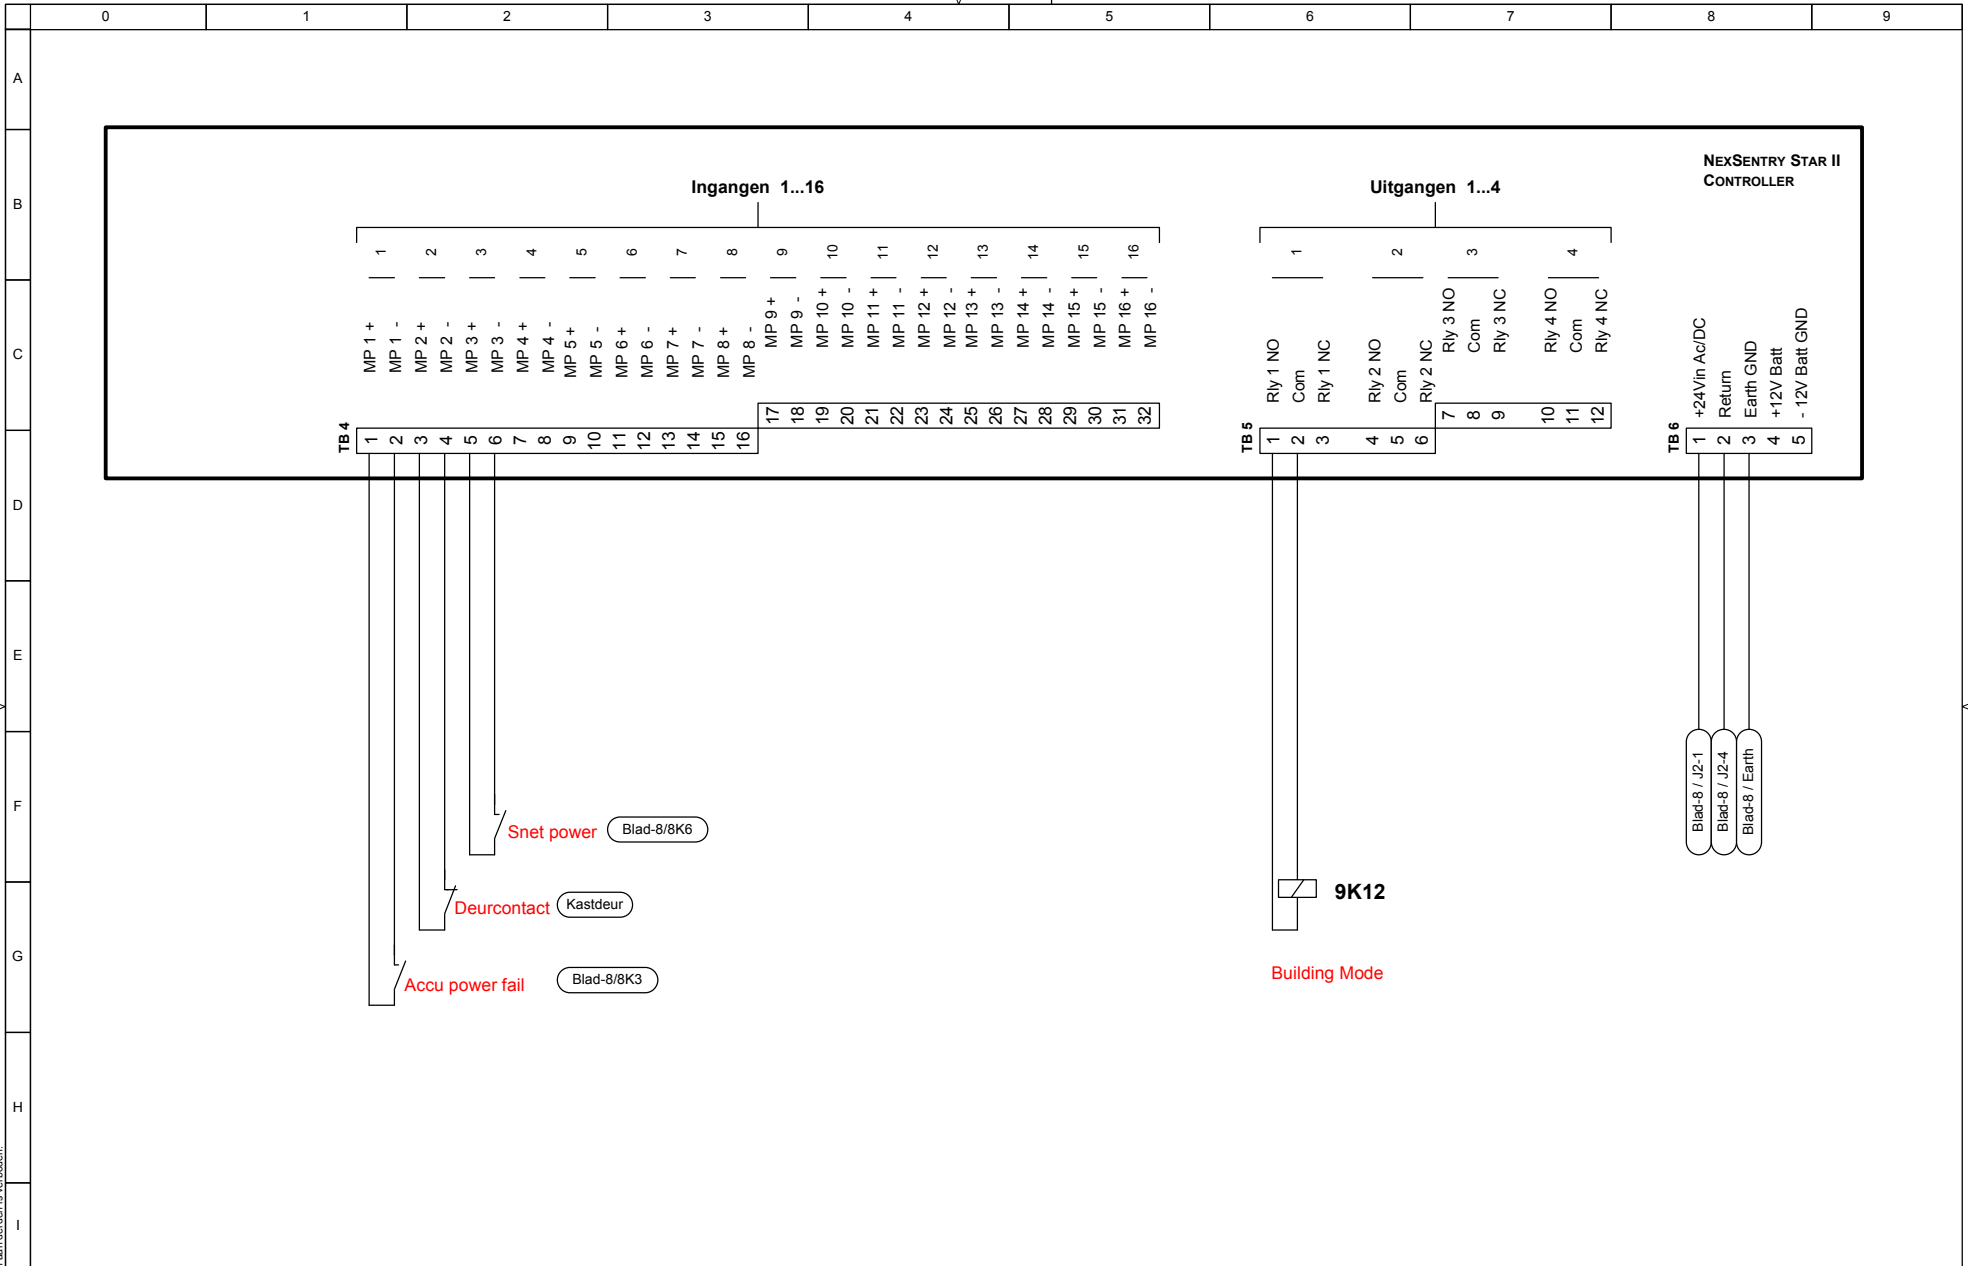 0 1 2 3 4 5 6 7 8 9
A
B
C
D
E
F
G
H
I
NEXSENTRY STAR II
CONTROLLER
Ingangen 1...16
1 2 3 4 5 6 7 8 9 10 11 12 13 14 15 16
MP 1 +
MP 1 -
MP 2 +
MP 2 -
MP 3 +
MP 3 -
MP 4 +
MP 4 -
MP 5 +
MP 5 -
MP 6 +
MP 6 -
MP 7 +
MP 7 -
MP 8 +
MP 8 -
MP 9 +
MP 9 -
MP 10 +
MP 10 -
MP 11 +
MP 11 -
MP 12 +
MP 12 -
MP 13 +
MP 13 -
MP 14 +
MP 14 -
MP 15 +
MP 15 -
MP 16 +
MP 16 -
TB 4
1 2 3 4 5 6 7 8 9 10 11 12 13 14 15 16
17 18 19 20 21 22 23 24 25 26 27 28 29 30 31 32
Uitgangen 1...4
1 2 3 4
Rly 1 NO
Com
Rly 1 NC
Rly 2 NO
Com
Rly 2 NC
Rly 3 NO
Com
Rly 3 NC
Rly 4 NO
Com
Rly 4 NC
TB 5
1 2 3 4 5 6
7 8 9 10 11 12
+24Vin Ac/DC
Return
Earth GND
+12V Batt
- 12V Batt GND
TB 6
1 2 3 4 5
Blad-8 / J2-1
Blad-8 / J2-4
Blad-8 / Earth
Snet power
Blad-8/8K6
Deurcontact
Kastdeur
Accu power fail
Blad-8/8K3
9K12
Building Mode